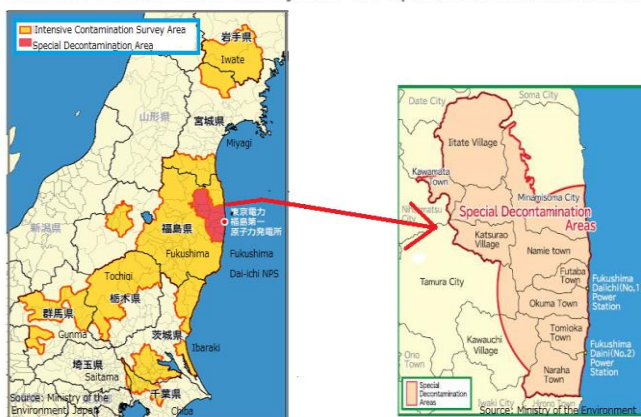 Intensive Contamination Survey Area
Special Decontamination Area
岩手県
Iwate
山形県
宮城県
Miyagi
新潟県
福島県
Fukushima
東京電力
福島第一
原子力発電所
Fukushima
Dai-ichi NPS
Tochigi
栃木県
群馬県
Gunma
茨城県
Ibaraki
埼玉県
Saitama
千葉県
Chiba
Source: Ministry of the
Environment, Japan
Date City
Soma City
Iitate Village
Kawamata
Town
Minamisoma City
Special Decontamination
Areas
Katsurao
Village
Namie town
Futaba
Town
Fukushima
Daiichi(No,1
Power
Station
Tamura City
Okuma Town
Tomioka
Town
Kawauchi
Village
Fukushima
Daini(No.2)
Power
Station
Ono
Town
Naraha
Town
Special
Decontamination
Areas
Iwaki City
Hirono Town
Source: Ministry of the Environment